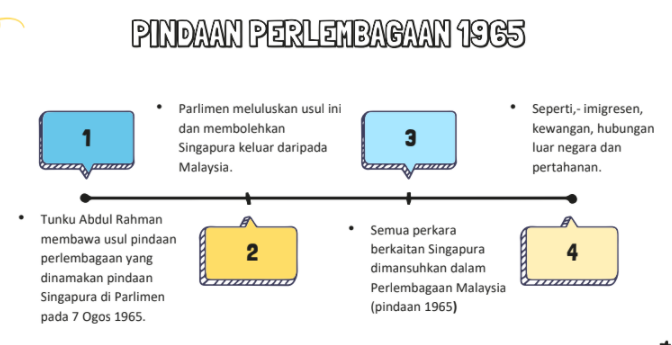 PINDAAN PERLEMBAGAAN 1965
1
• Tunku Abdul Rahman
membawa usul pindaan
perlembagaan yang
dinamakan pindaan
Singapura di Parlimen
pada 7 Ogos 1965.
• Parlimen meluluskan usul ini
dan membolehkan
Singapura keluar daripada
Malaysia.
2
3
• Semua perkara
berkaitan Singapura
dimansuhkan dalam
Perlembagaan Malaysia
(pindaan 1965)
• Seperti,- imigresen,
kewangan, hubungan
luar negara dan
pertahanan.
4